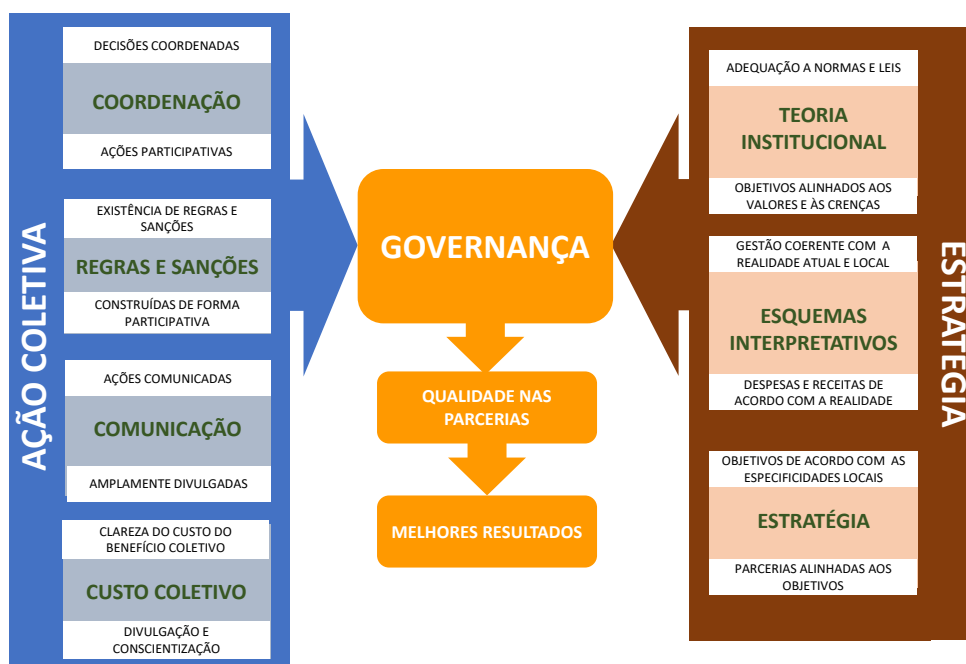 AÇÃO COLETIVA
DECISÕES COORDENADAS
COORDENAÇÃO
AÇÕES PARTICIPATIVAS
EXISTÊNCIA DE REGRAS E
SANÇÕES
REGRAS E SANÇÕES
CONSTRUÍDAS DE FORMA
PARTICIPATIVA
AÇÕES COMUNICADAS
COMUNICAÇÃO
AMPLAMENTE DIVULGADAS
CLAREZA DO CUSTO DO
BENEFÍCIO COLETIVO
CUSTO COLETIVO
DIVULGAÇÃO E
CONSCIENTIZAÇÃO
GOVERNANÇA
QUALIDADE NAS
PARCERIAS
MELHORES RESULTADOS
ADEQUAÇÃO A NORMAS E LEIS
TEORIA
INSTITUCIONAL
OBJETIVOS ALINHADOS AOS
VALORES E ÀS CRENÇAS
GESTÃO COERENTE COM A
REALIDADE ATUAL E LOCAL
ESQUEMAS
INTERPRETATIVOS
DESPESAS E RECEITAS DE
ACORDO COM A REALIDADE
OBJETIVOS DE ACORDO COM AS
ESPECIFICIDADES LOCAIS
ESTRATÉGIA
PARCERIAS ALINHADAS AOS
OBJETIVOS
ESTRATÉGIA